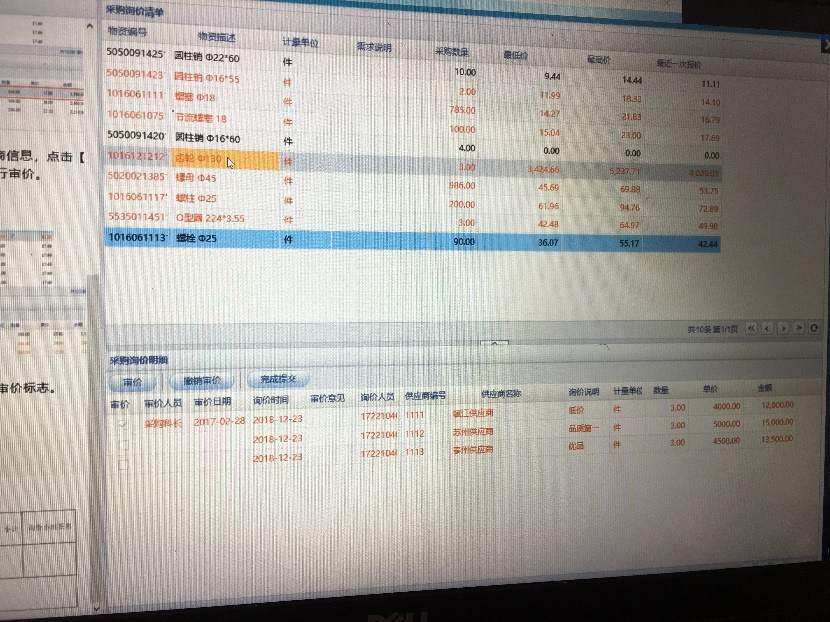 商信息，点击【
行审价。
审价标志。
采购询价清单
物资编号 物资描述 计量单位 需求说明 采购数量 最低价 最高价 最近一次报价
5050091425 圆柱销 Φ22*60 件 10.00 9.44 14.44 11.11
5050091423 圆柱销 Φ16*55 件 2.00 11.99 18.33 14.10
1016061111 螺塞 Φ18 件 785.00 14.27 21.83 16.79
1016061075 节流螺塞 18 件 100.00 15.04 23.00 17.69
5050091420 圆柱销 Φ16*60 件 4.00 0.00 0.00 0.00
1016121212 齿轮 Φ130 件 3.00 3,424.66 5,237.71
5020021385 螺母 Φ45 件 986.00 45.69 69.88 53.75
1016061117 螺柱 Φ25 件 200.00 61.96 94.76 72.89
5535011451 O型圈 224*3.55 件 3.00 42.48 64.97 49.98
1016061113 螺栓 Φ25 件 90.00 36.07 55.17 42.44
共10条 第1/1页
采购询价明细
审价 撤销审价 完成提交
审价 审价人员 审价日期 询价时间 审价意见 询价人员 供应商编号 供应商名称 询价说明 计量单位 数量 单价 金额
采购科长 2017-02-28 2018-12-23 1722104 1111 镇江供应商 低价 件 3.00 4000.00 12,000.00
2018-12-23 1722104 1112 苏州供应商 品质第一 件 3.00 5000.00 15,000.00
2018-12-23 1722104 1113 泰州供应商 优品 件 3.00 4500.00 13,500.00